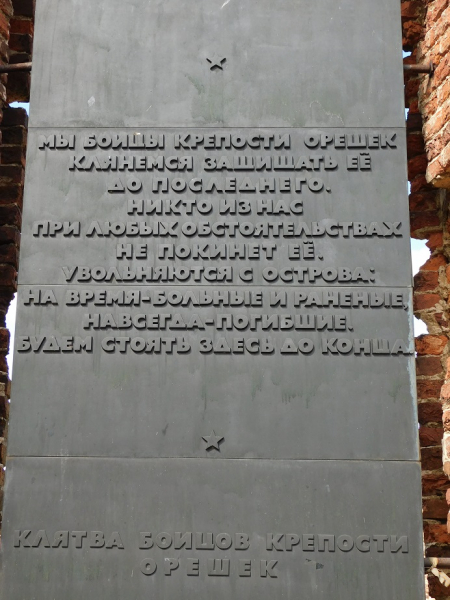 МЫ БОЙЦЫ КРЕПОСТИ ОРЕШЕК
КЛЯНЕМСЯ ЗАЩИЩАТЬ ЕЁ
ДО ПОСЛЕДНЕГО.
НИКТО ИЗ НАС
ПРИ ЛЮБЫХ ОБСТОЯТЕЛЬСТВАХ
НЕ ПОКИНЕТ ЕЁ.
УВОЛЬНЯЮТСЯ С ОСТРОВА:
НА ВРЕМЯ-БОЛЬНЫЕ И РАНЕНЫЕ,
НАВСЕГДА-ПОГИБШИЕ.
БУДЕМ СТОЯТЬ ЗДЕСЬ ДО КОНЦА.
КЛЯТВА БОЙЦОВ КРЕПОСТИ
ОРЕШЕК